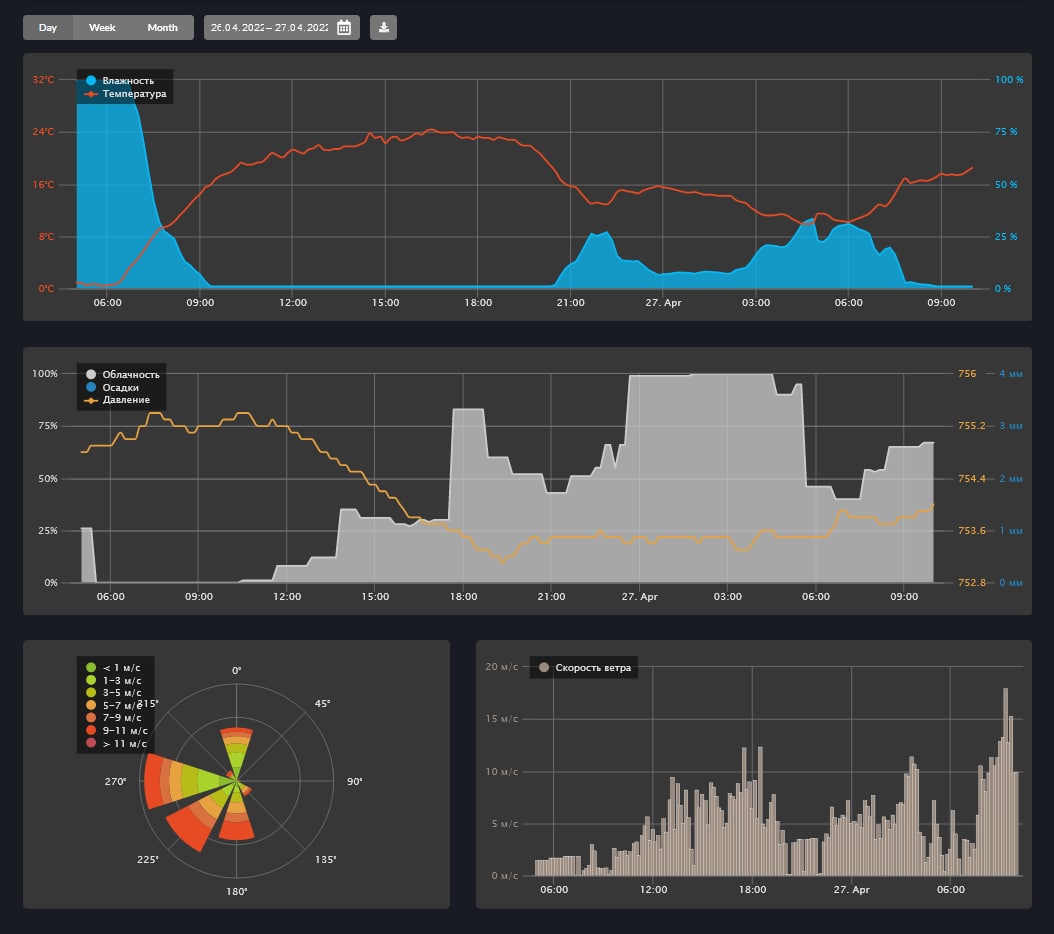 Day Week Month 26.04.2022– 27.04.2022
Влажность
Температура
32°C 100 %
24°C 75 %
16°C 50 %
8°C 25 %
0°C 0 %
06:00 09:00 12:00 15:00 18:00 21:00 27. Apr 03:00 06:00 09:00
Облачность
Осадки
Давление
100% 756 4 мм
75% 755.2 3 мм
50% 754.4 2 мм
25% 753.6 1 мм
0% 752.8 0 мм
06:00 09:00 12:00 15:00 18:00 21:00 27. Apr 03:00 06:00 09:00
< 1 м/с
1–3 м/с
3–5 м/с
5–7 м/с
7–9 м/с
9–11 м/с
> 11 м/с
0°
315° 45°
270° 90°
225° 135°
180°
Скорость ветра
20 м/с
15 м/с
10 м/с
5 м/с
0 м/с
06:00 12:00 18:00 27. Apr 06:00